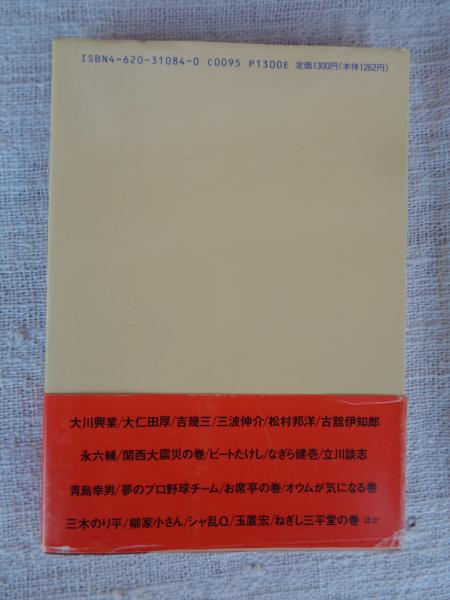 ISBN4-620-31084-0 C0095 P1300E 定価1300円(本体1262円)
大川興業/大仁田厚/吉幾三/三波伸介/松村邦洋/古舘伊知郎
永六輔/関西大震災の巻/ビートたけし/なぎら健壱/立川談志
青島幸男/夢のプロ野球チーム/お席亭の巻/オウムが気になる巻
三木のり平/柳家小さん/シャ乱Q/玉置宏/ねぎし三平堂の巻 ほか